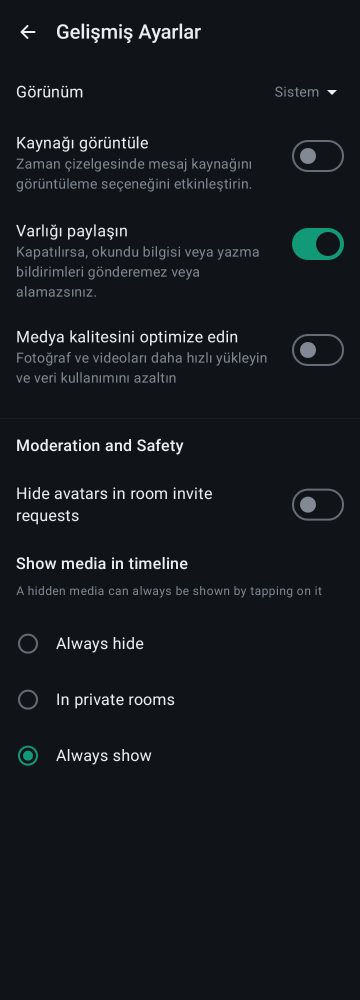 Gelişmiş Ayarlar
Görünüm
Sistem
Kaynağı görüntüle
Zaman çizelgesinde mesaj kaynağını
görüntüleme seçeneğini etkinleştirin.
Varlığı paylaşın
Kapatılırsa, okundu bilgisi veya yazma
bildirimleri gönderemez veya
alamazsınız.
Medya kalitesini optimize edin
Fotoğraf ve videoları daha hızlı yükleyin
ve veri kullanımını azaltın
Moderation and Safety
Hide avatars in room invite
requests
Show media in timeline
A hidden media can always be shown by tapping on it
Always hide
In private rooms
Always show